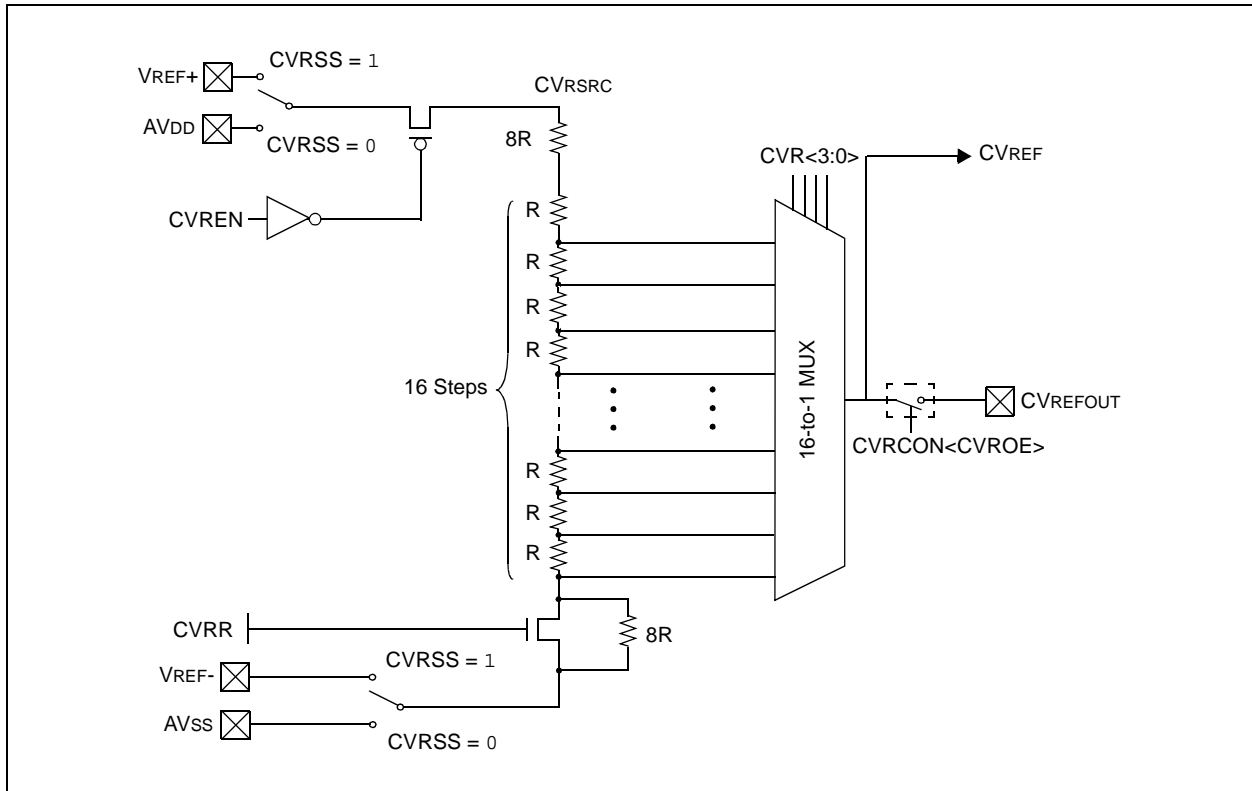 CVRSS = 1
VREF+
CVRSRC
AVDD
CVRSS = 0
8R
CVR<3:0>
CVREF
CVREN
R
R
R
R
16 Steps
16-to-1 MUX
CVREFOUT
CVRCON<CVROE>
R
R
R
CVRR
8R
CVRSS = 1
VREF-
AVSS
CVRSS = 0